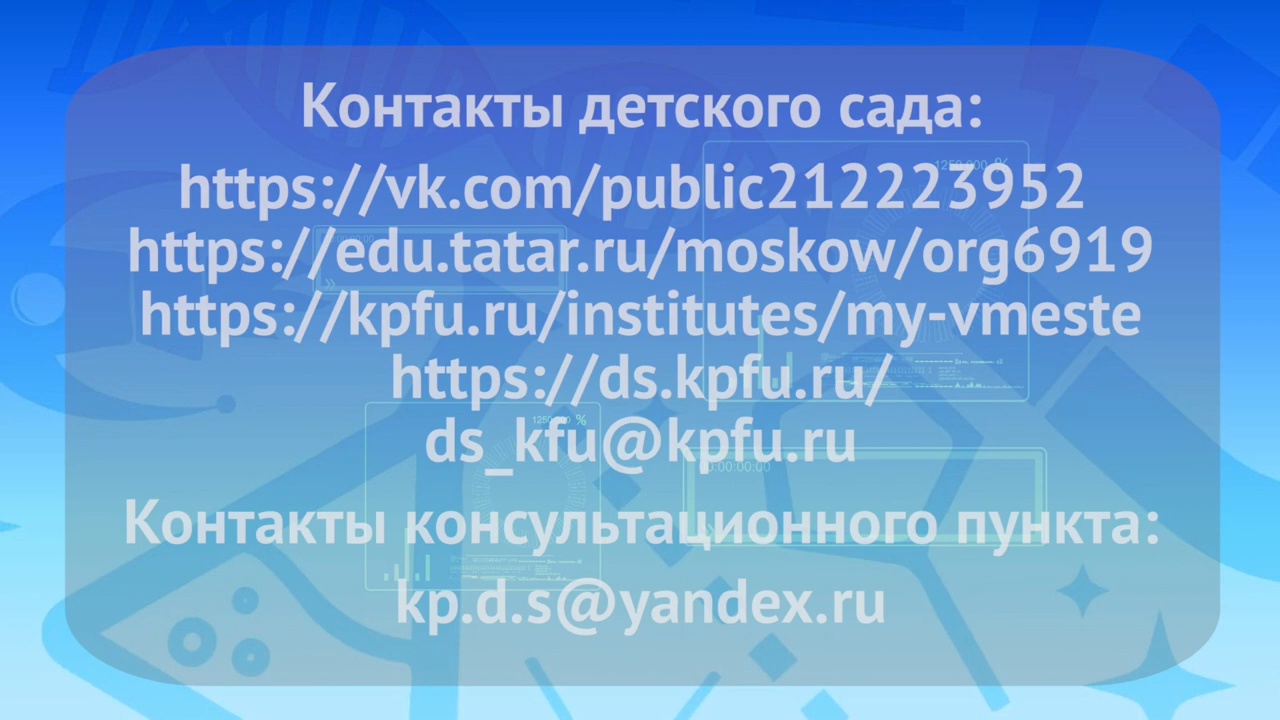 Контакты детского сада:
https://vk.com/public212223952
https://edu.tatar.ru/moskow/org6919
https://kpfu.ru/institutes/my-vmeste
https://ds.kpfu.ru/
ds_kfu@kpfu.ru
Контакты консультационного пункта:
kp.d.s@yandex.ru